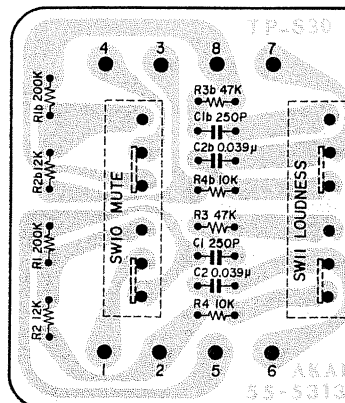 TP-S30
4 3 8 7
R1b 200K
R2b 12K
R1 200K
R2 12K
SW10 MUTE
R3b 47K
C1b 250P
C2b 0.039μ
R4b 10K
R3 47K
C1 250P
C2 0.039μ
R4 10K
SW11 LOUDNESS
1 2 5 6
AKAI
55-5313